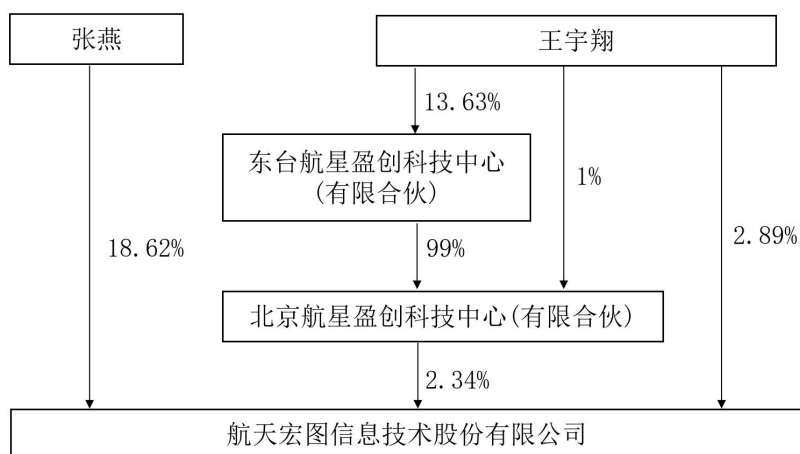 张燕
王宇翔
13.63%
东台航星盈创科技中心
(有限合伙)
1%
18.62%
99%
2.89%
北京航星盈创科技中心(有限合伙)
2.34%
航天宏图信息技术股份有限公司